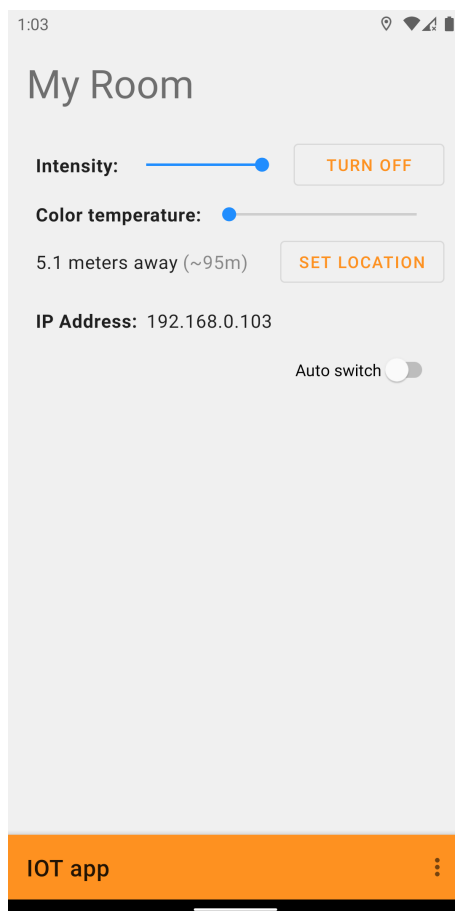 1:03
My Room
Intensity: TURN OFF
Color temperature:
5.1 meters away (~95m) SET LOCATION
IP Address: 192.168.0.103
Auto switch
IOT app